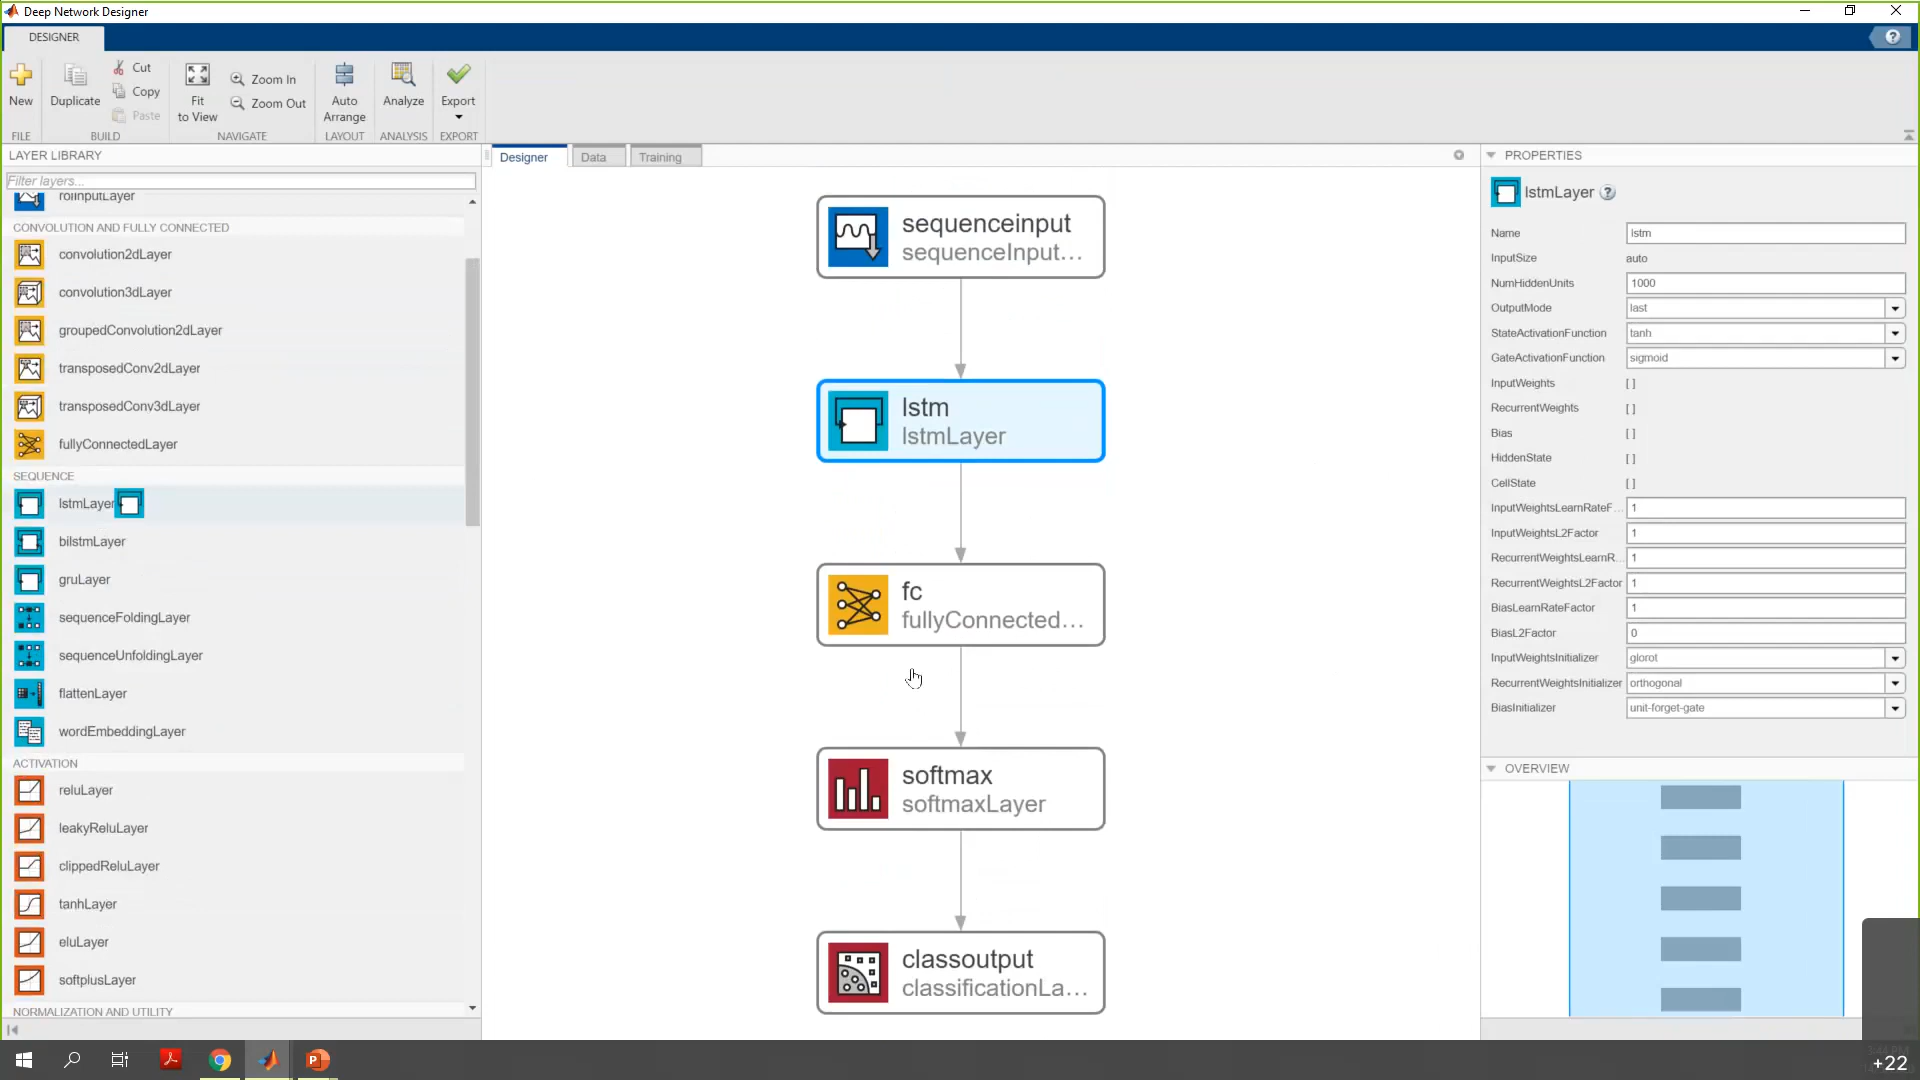 Deep Network Designer
DESIGNER
New
Duplicate
Cut
Copy
Paste
Fit
to View
Zoom In
Zoom Out
Auto
Arrange
Analyze
Export
FILE
BUILD
NAVIGATE
LAYOUT
ANALYSIS
EXPORT
LAYER LIBRARY
Filter layers...
roiInputLayer
CONVOLUTION AND FULLY CONNECTED
convolution2dLayer
convolution3dLayer
groupedConvolution2dLayer
transposedConv2dLayer
transposedConv3dLayer
fullyConnectedLayer
SEQUENCE
lstmLayer
bilstmLayer
gruLayer
sequenceFoldingLayer
sequenceUnfoldingLayer
flattenLayer
wordEmbeddingLayer
ACTIVATION
reluLayer
leakyReluLayer
clippedReluLayer
tanhLayer
eluLayer
softplusLayer
NORMALIZATION AND UTILITY
Designer
Data
Training
sequenceinput
sequenceInput...
lstm
lstmLayer
fc
fullyConnected...
softmax
softmaxLayer
classoutput
classificationLa...
PROPERTIES
lstmLayer
Name lstm
InputSize auto
NumHiddenUnits 1000
OutputMode last
StateActivationFunction tanh
GateActivationFunction sigmoid
InputWeights []
RecurrentWeights []
Bias []
HiddenState []
CellState []
InputWeightsLearnRateF... 1
InputWeightsL2Factor 1
RecurrentWeightsLearnR... 1
RecurrentWeightsL2Factor 1
BiasLearnRateFactor 1
BiasL2Factor 0
InputWeightsInitializer glorot
RecurrentWeightsInitializer orthogonal
BiasInitializer unit-forget-gate
OVERVIEW
+22